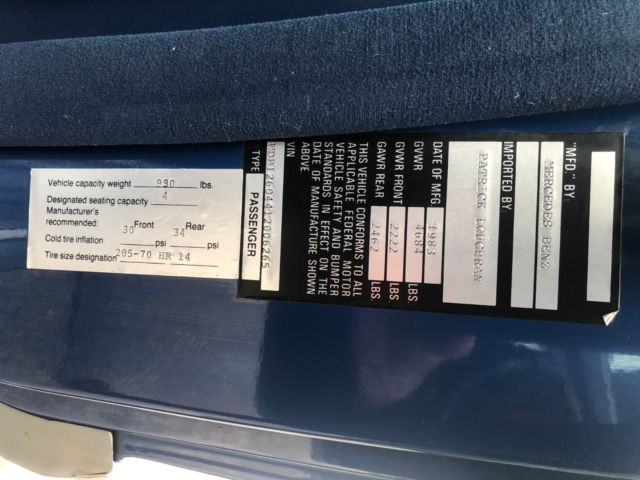 Vehicle capacity weight 930 lbs.
Designated seating capacity 4
Manufacturer's
recommended: Front Rear
Cold tire inflation 30 psi 34 psi
Tire size designation 205-70 HR 14
"MFD" BY:
MERCEDES BENZ
IMPORTED BY:
PATRICK LOUGHRAN
DATE OF MFG 1983
GVWR 4684 LBS.
GVWR FRONT 2222 LBS.
GAWR REAR 2462 LBS.
THIS VEHICLE CONFORMS TO ALL
APPLICABLE FEDERAL MOTOR
VEHICLE SAFETY AND BUMPER
STANDARDS IN EFFECT ON THE
DATE OF MANUFACTURE SHOWN
ABOVE.
VIN WDB12604412006265
TYPE PASSENGER